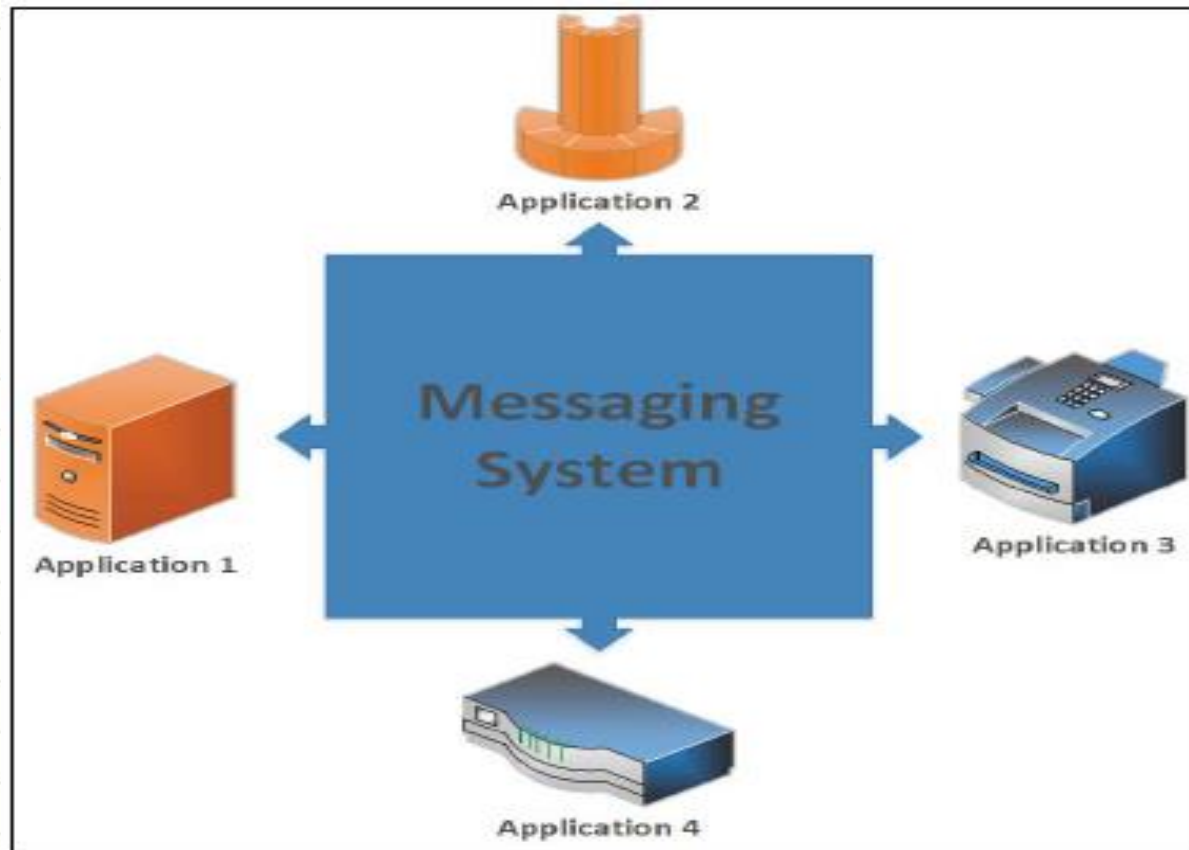 Application 2
Messaging
System
Application 1
Application 3
Application 4